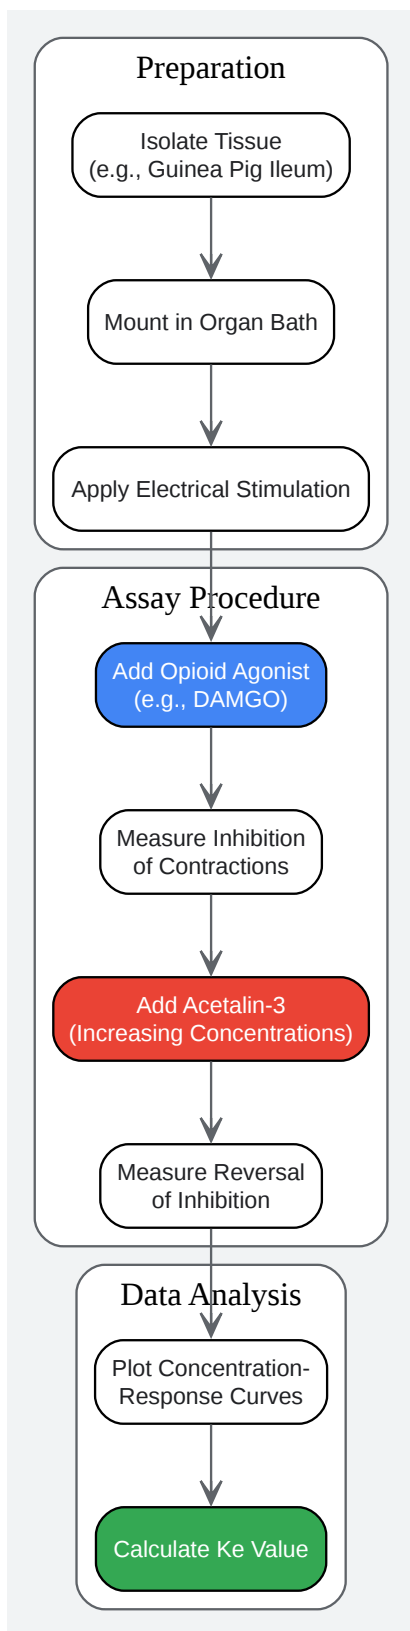 Preparation
Isolate Tissue
(e.g., Guinea Pig Ileum)
Mount in Organ Bath
Apply Electrical Stimulation
Assay Procedure
Add Opioid Agonist
(e.g., DAMGO)
Measure Inhibition
of Contractions
Add Acetalin-3
(Increasing Concentrations)
Measure Reversal
of Inhibition
Data Analysis
Plot Concentration-
Response Curves
Calculate Ke Value